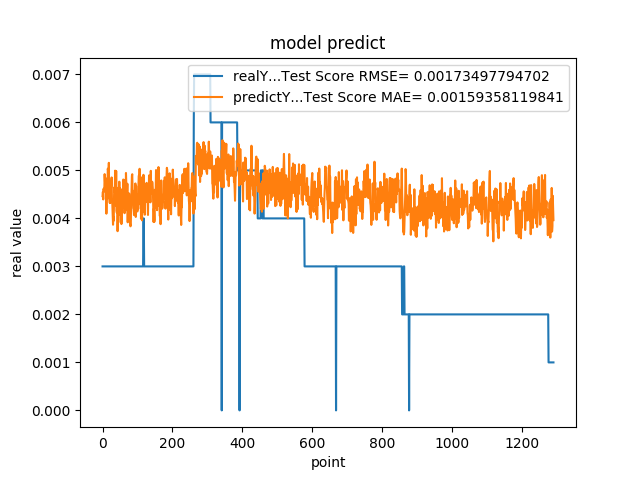 model predict
realY...Test Score RMSE= 0.00173497794702
predictY...Test Score MAE= 0.00159358119841
real value
0.007
0.006
0.005
0.004
0.003
0.002
0.001
0.000
0 200 400 600 800 1000 1200
point